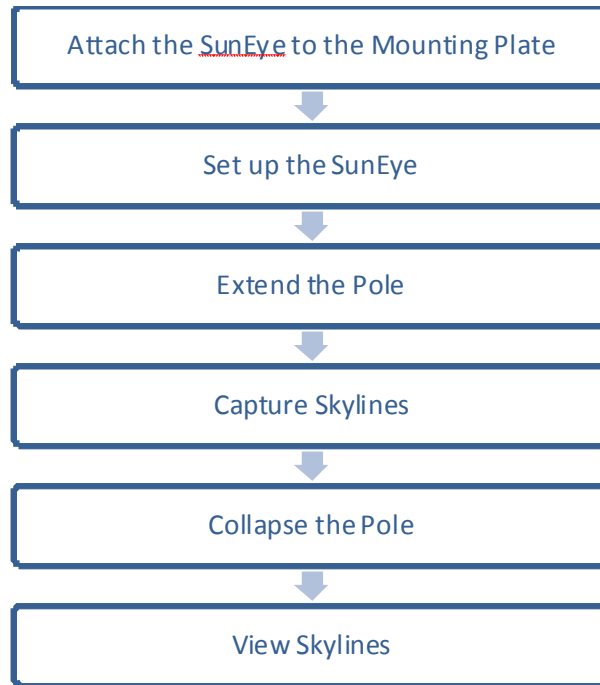 Attach the SunEye to the Mounting Plate
Set up the SunEye
Extend the Pole
Capture Skylines
Collapse the Pole
View Skylines